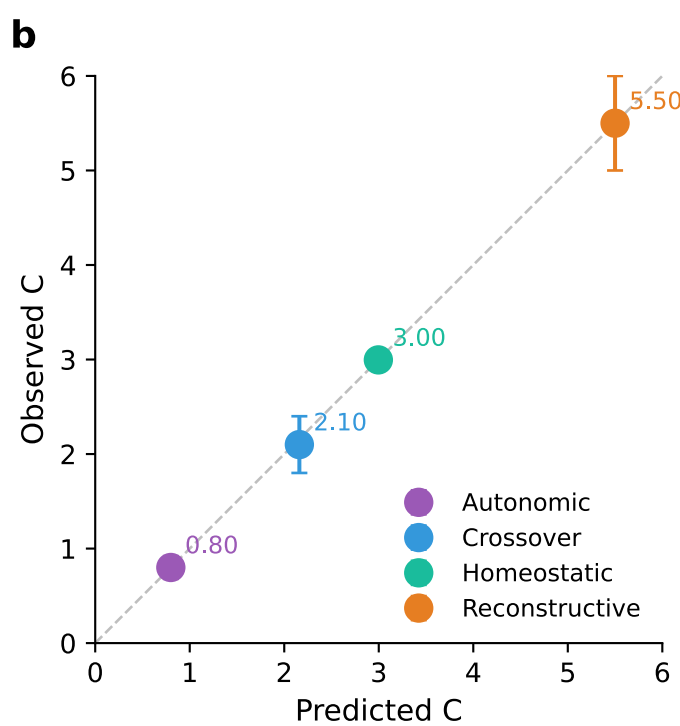 b
6
5.50
5
4
3.00
3
Observed C
2.10
2
Autonomic
Crossover
1
0.80
Homeostatic
Reconstructive
0
0 1 2 3 4 5 6
Predicted C